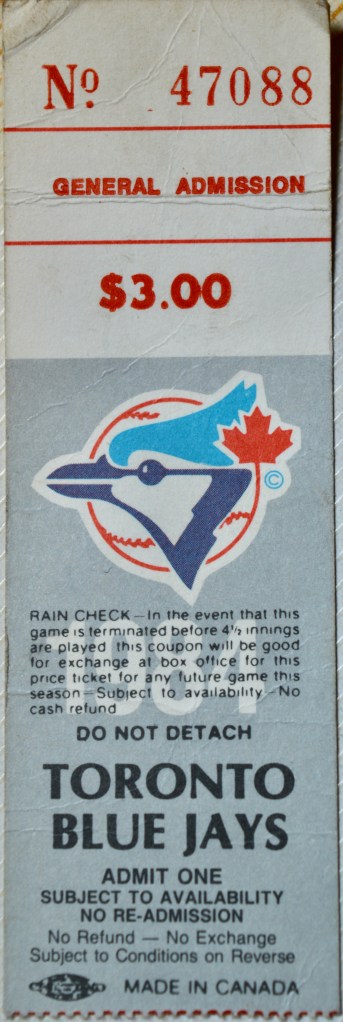 Nº 47088
GENERAL ADMISSION
$3.00
©
RAIN CHECK – In the event that this
game is terminated before 4½ innings
are played this coupon will be good
for exchange at box office for this
price ticket for any future game this
season – Subject to availability – No
cash refund
DO NOT DETACH
TORONTO
BLUE JAYS
ADMIT ONE
SUBJECT TO AVAILABILITY
NO RE-ADMISSION
No Refund — No Exchange
Subject to Conditions on Reverse
MADE IN CANADA